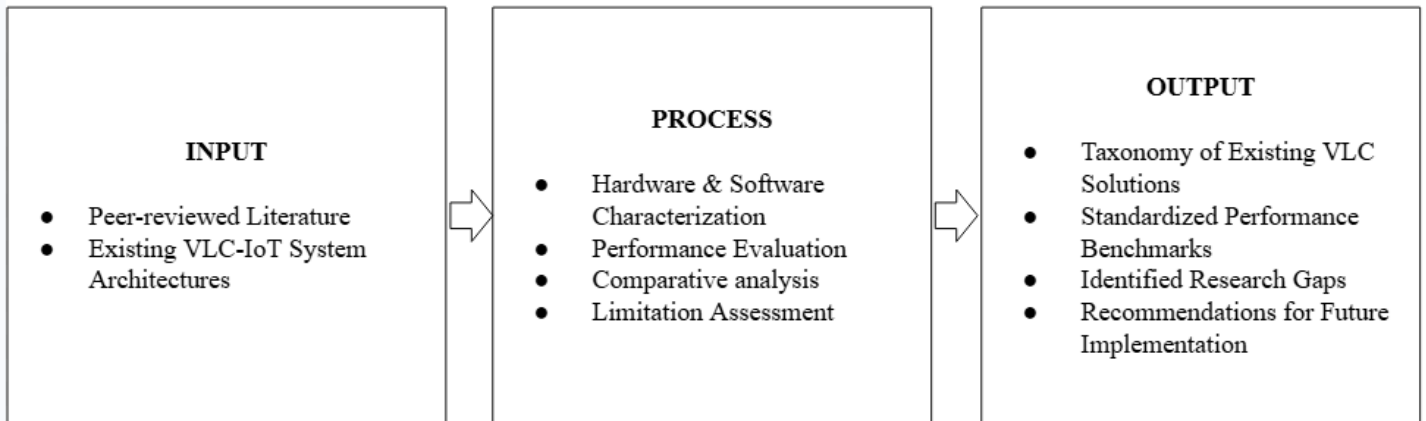 INPUT
● Peer-reviewed Literature
● Existing VLC-IoT System
Architectures
PROCESS
● Hardware & Software
Characterization
● Performance Evaluation
● Comparative analysis
● Limitation Assessment
OUTPUT
● Taxonomy of Existing VLC
Solutions
● Standardized Performance
Benchmarks
● Identified Research Gaps
● Recommendations for Future
Implementation